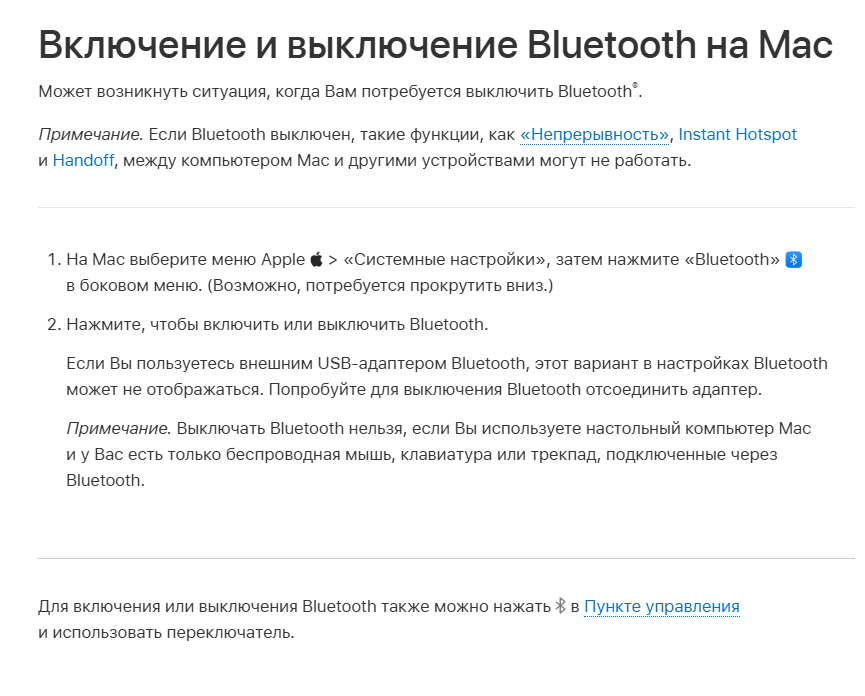 Включение и выключение Bluetooth на Mac
Может возникнуть ситуация, когда Вам потребуется выключить Bluetooth®.
Примечание. Если Bluetooth выключен, такие функции, как «Непрерывность», Instant Hotspot
и Handoff, между компьютером Mac и другими устройствами могут не работать.
1. На Mac выберите меню Apple > «Системные настройки», затем нажмите «Bluetooth»
в боковом меню. (Возможно, потребуется прокрутить вниз.)
2. Нажмите, чтобы включить или выключить Bluetooth.
Если Вы пользуетесь внешним USB-адаптером Bluetooth, этот вариант в настройках Bluetooth
может не отображаться. Попробуйте для выключения Bluetooth отсоединить адаптер.
Примечание. Выключать Bluetooth нельзя, если Вы используете настольный компьютер Mac
и у Вас есть только беспроводная мышь, клавиатура или трекпад, подключенные через
Bluetooth.
Для включения или выключения Bluetooth также можно нажать в Пункте управления
и использовать переключатель.